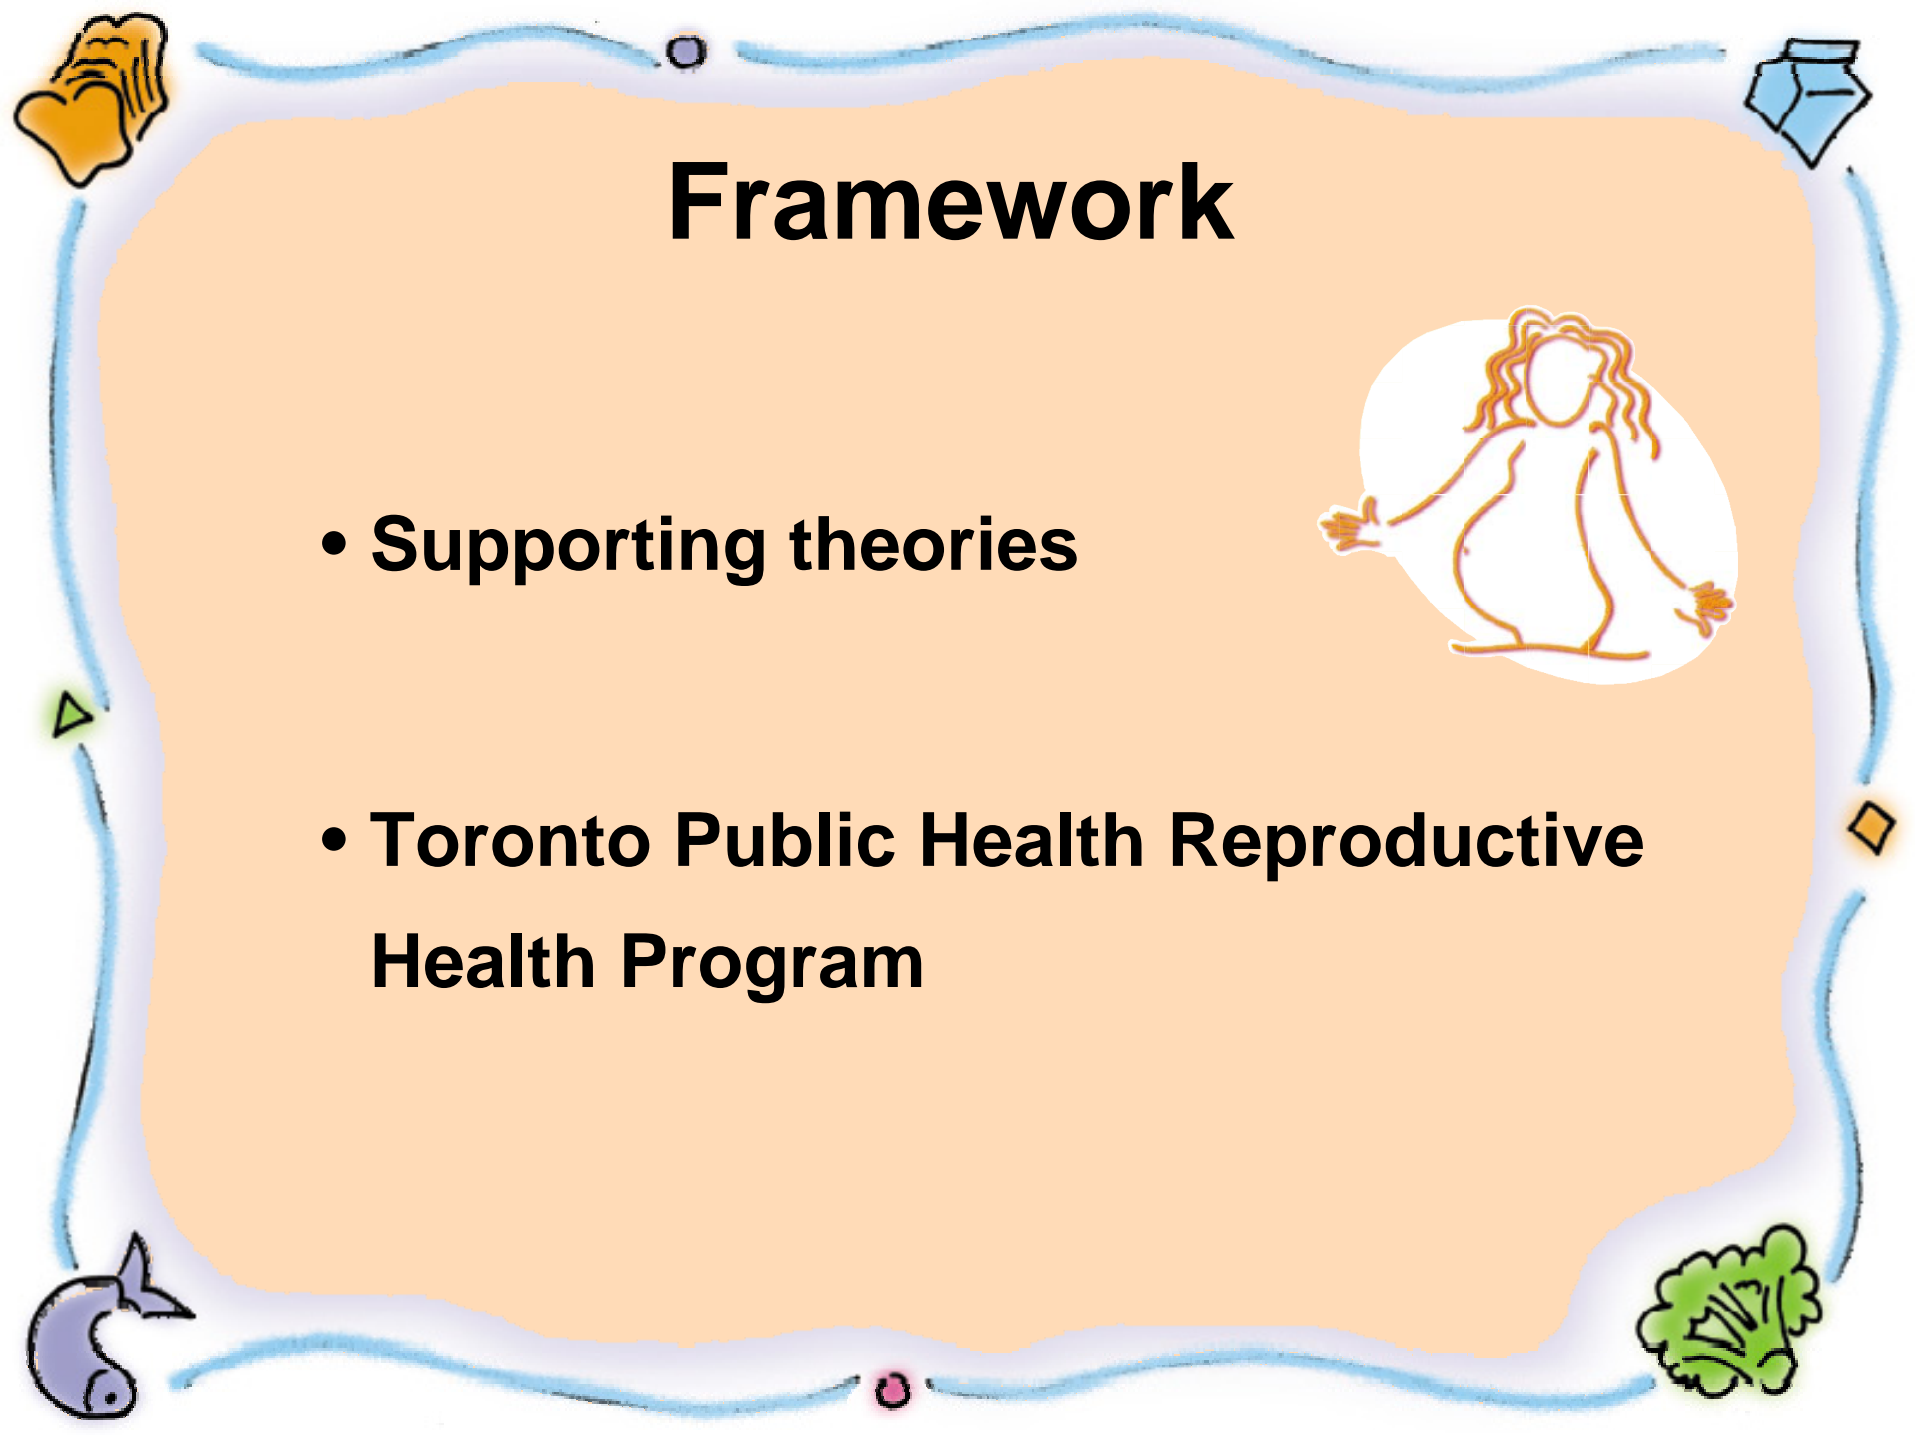 Framework
• Supporting theories
• Toronto Public Health Reproductive
Health Program